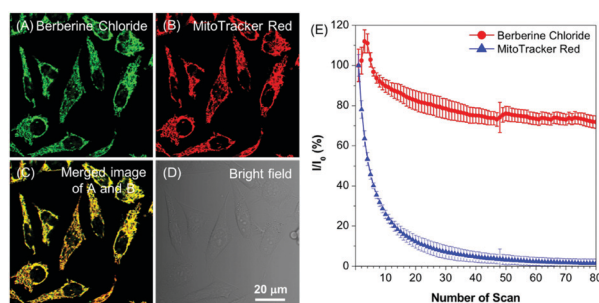 (A) Berberine Chloride
(B) MitoTracker Red
(C) Merged image
of A and B
(D) Bright field
20 μm
(E)
Berberine Chloride
MitoTracker Red
I/I0 (%)
120
100
80
60
40
20
0
0 10 20 30 40 50 60 70 80
Number of Scan